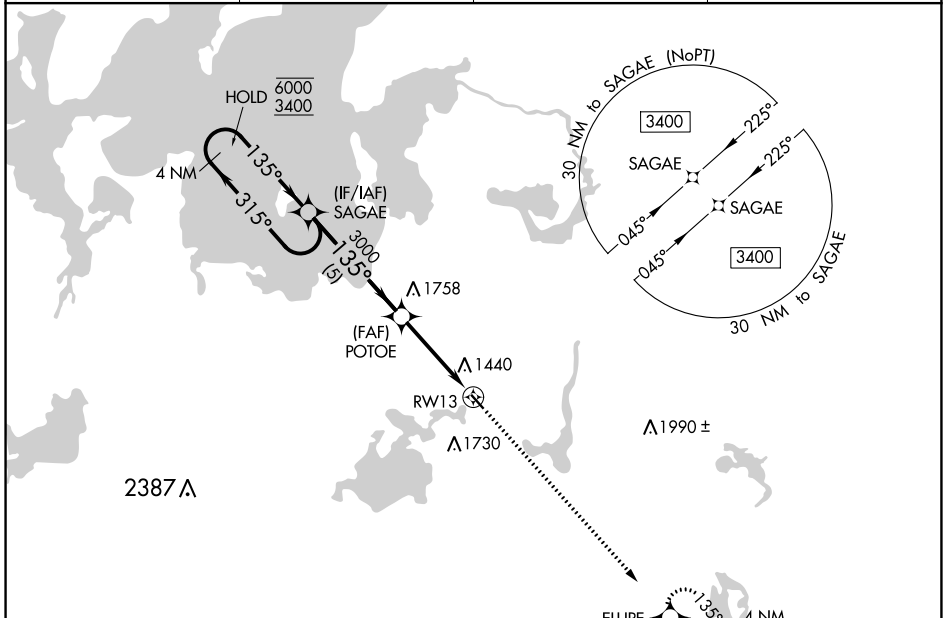 HOLD
6000
3400
4 NM
135°
315°
(IF/IAF)
SAGAE
3000
135°
(5)
1758
(FAF)
POTOE
1440
RW13
1730
1990 ±
2387
30 NM to SAGAE (NoPT)
3400
225°
SAGAE
045°
225°
SAGAE
045°
3400
30 NM to SAGAE
135°
4 NM